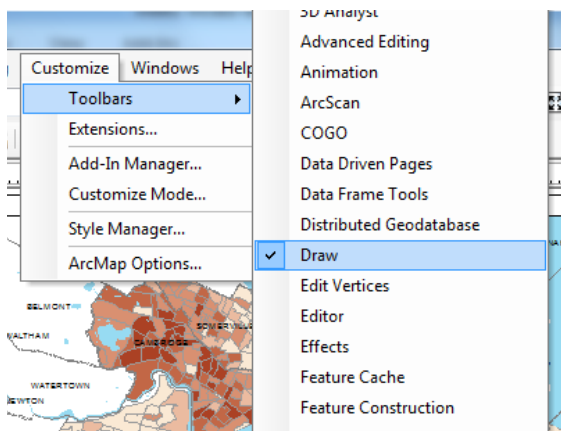 3D Analyst
Advanced Editing
Customize Windows Help
Animation
Toolbars
ArcScan
Extensions...
COGO
Add-In Manager...
Data Driven Pages
Customize Mode...
Data Frame Tools
Style Manager...
Distributed Geodatabase
ArcMap Options...
Draw
Edit Vertices
BELMONT
Editor
SOMERVILLE
WALTHAM
CAMBRIDGE
Effects
WATERTOWN
Feature Cache
NEWTON
Feature Construction